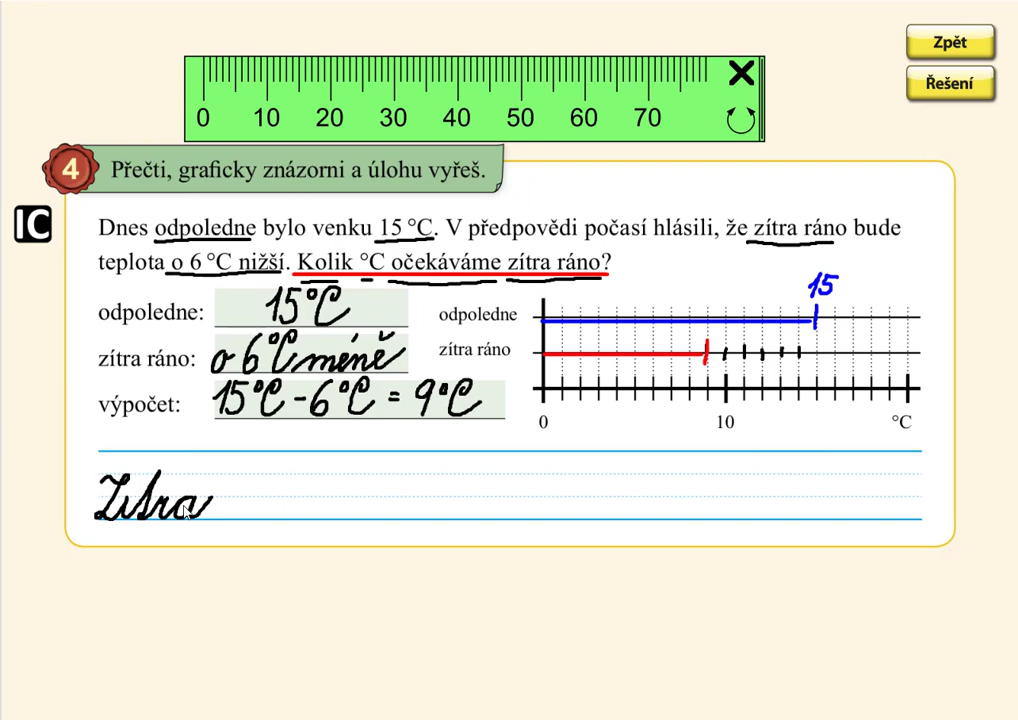 Zpět
Řešení
0 10 20 30 40 50 60 70
4 Přečti, graficky znázorni a úlohu vyřeš.
IC
Dnes odpoledne bylo venku 15 °C. V předpovědi počasí hlásili, že zítra ráno bude
teplota o 6 °C nižší. Kolik °C očekáváme zítra ráno?
15
odpoledne: 15°C
odpoledne
zítra ráno: o 6°C méně
zítra ráno
výpočet: 15°C - 6°C = 9°C
0 10 °C
Zitra